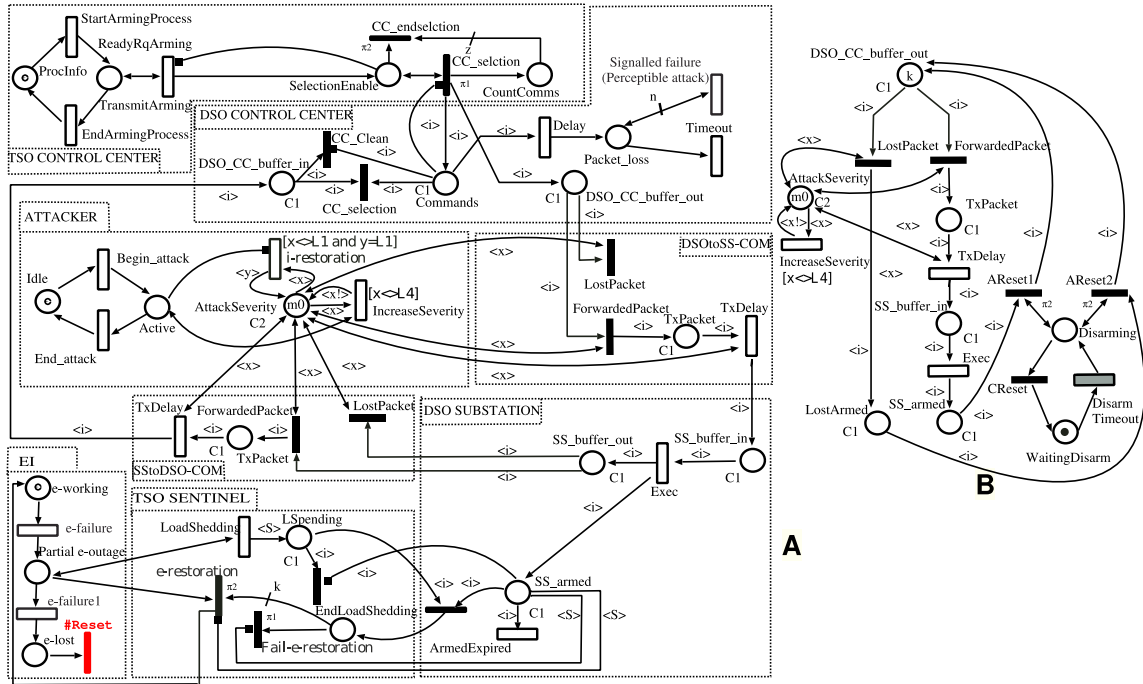 StartArmingProcess
ReadyRqArming
ProcInfo
TransmitArming
EndArmingProcess
TSO CONTROL CENTER
CC_endselction
π2
z
CC_selction
π1
SelectionEnable
CountComms
Signalled failure
(Perceptible attack)
n
Timeout
DSO CONTROL CENTER
CC_Clean
<i>
Delay
Packet_loss
DSO_CC_buffer_in
<i>
<i>
<i>
<i>
<i>
<i>
C1
CC_selection
C1
Commands
C1
DSO_CC_buffer_out
<i>
<i>
ATTACKER
[x<>L1 and y=L1]
i-restoration
Begin_attack
Idle
<y>
<x>
<x!>
<x>
[x<>L4]
IncreaseSeverity
AttackSeverity
m0
C2
Active
End_attack
<x>
<x>
<x>
<x>
<x>
<x>
DSOtoSS-COM
LostPacket
ForwardedPacket
<i>
TxPacket
C1
<i>
TxDelay
TxDelay
ForwardedPacket
LostPacket
<i>
<i>
C1
<i>
TxPacket
SStoDSO-COM
<i>
<i>
DSO SUBSTATION
<i>
SS_buffer_out
SS_buffer_in
<i>
<i>
C1
Exec
C1
<i>
EI
e-working
e-failure
Partial e-outage
e-failure1
e-lost
#Reset
TSO SENTINEL
LoadShedding
<S>
LSpending
C1
<i>
<i>
e-restoration
π2
k
π1
EndLoadShedding
Fail-e-restoration
<i>
<i>
SS_armed
C1
<i>
<S>
<S>
ArmedExpired
A
DSO_CC_buffer_out
k
C1
<i>
<i>
<x>
LostPacket
ForwardedPacket
AttackSeverity
m0
C2
<i>
TxPacket
C1
<x!>
<x>
<x>
<i>
IncreaseSeverity
[x<>L4]
TxDelay
<x>
<i>
SS_buffer_in
C1
Exec
<i>
<i>
LostArmed
C1
SS_armed
C1
<i>
<i>
<i>
<i>
AReset1
π2
AReset2
π2
Disarming
CReset
Disarm
Timeout
WaitingDisarm
B